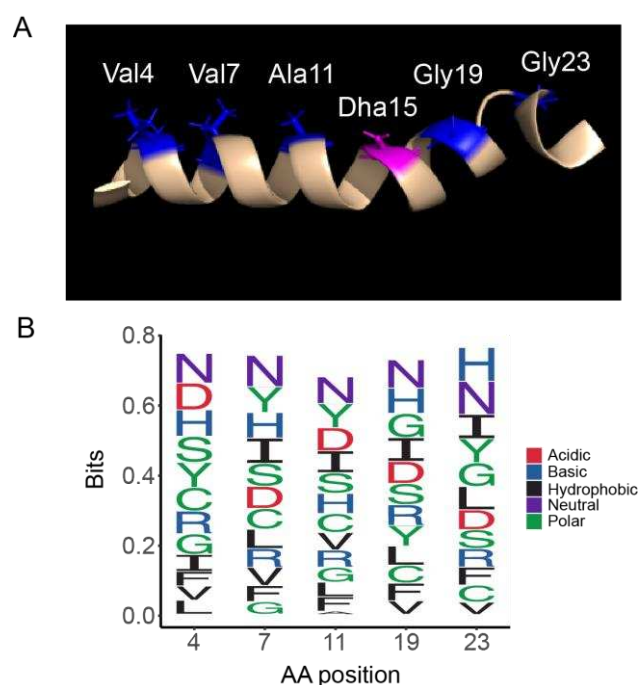 A
Val4 Val7 Ala11 Dha15 Gly19 Gly23
B
Bits
0.8
0.6
0.4
0.2
0.0
N
D
H
S
Y
C
R
G
I
F
V
L
N
Y
H
I
S
D
C
L
R
V
F
G
N
Y
D
I
S
H
C
V
R
G
L
F
A
N
H
G
I
D
S
R
Y
L
C
F
V
H
N
I
Y
G
L
D
S
R
F
C
V
4 7 11 19 23
AA position
Acidic
Basic
Hydrophobic
Neutral
Polar